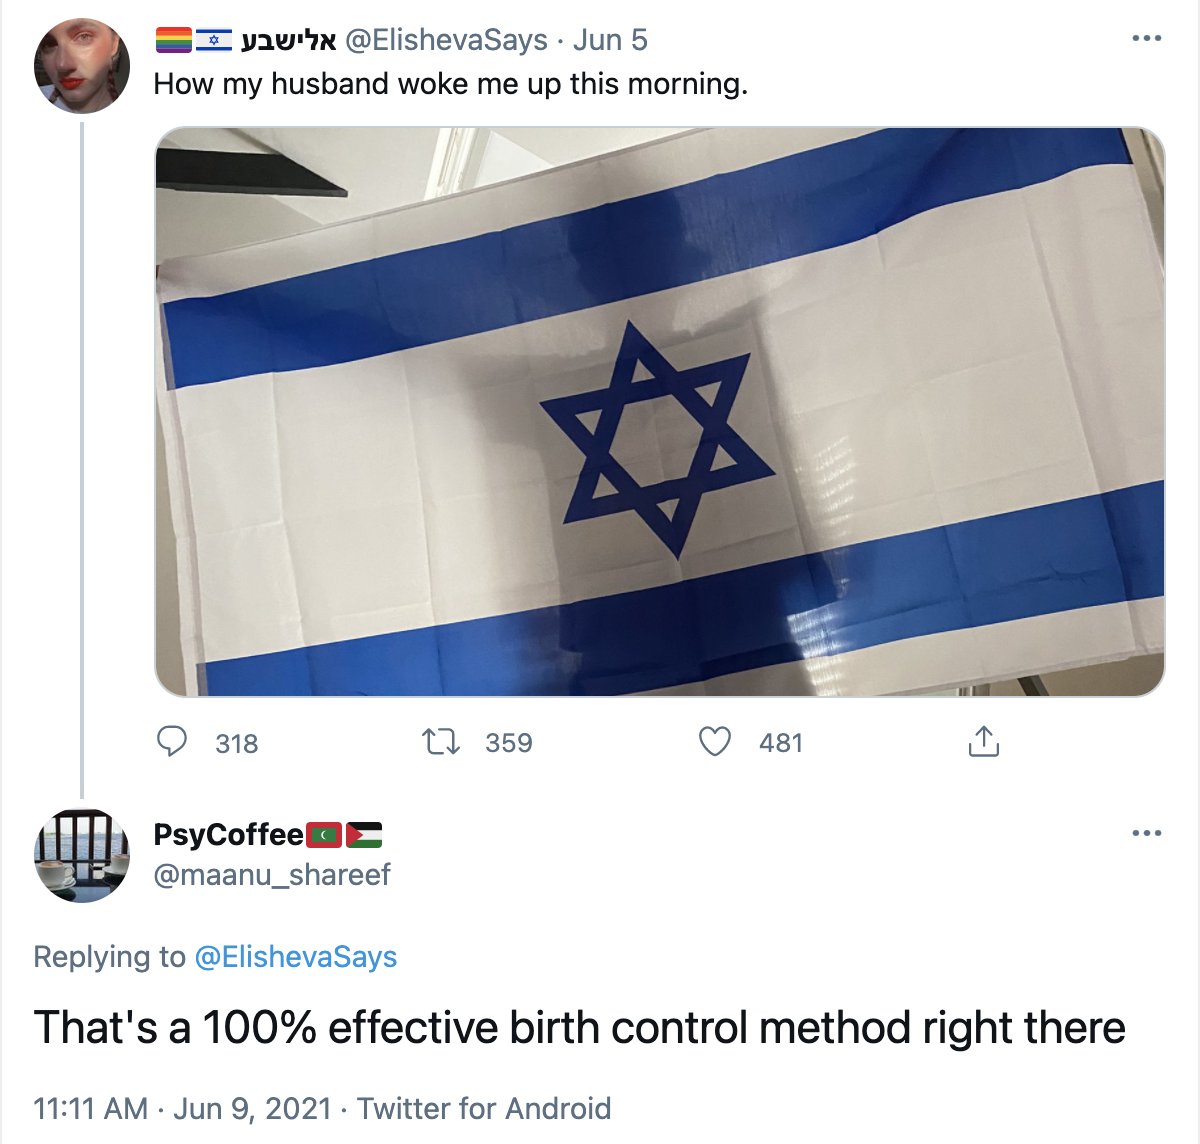 אלישבע @ElishevaSays · Jun 5
How my husband woke me up this morning.
318 359 481
PsyCoffee
@maanu_shareef
Replying to @ElishevaSays
That's a 100% effective birth control method right there
11:11 AM · Jun 9, 2021 · Twitter for Android